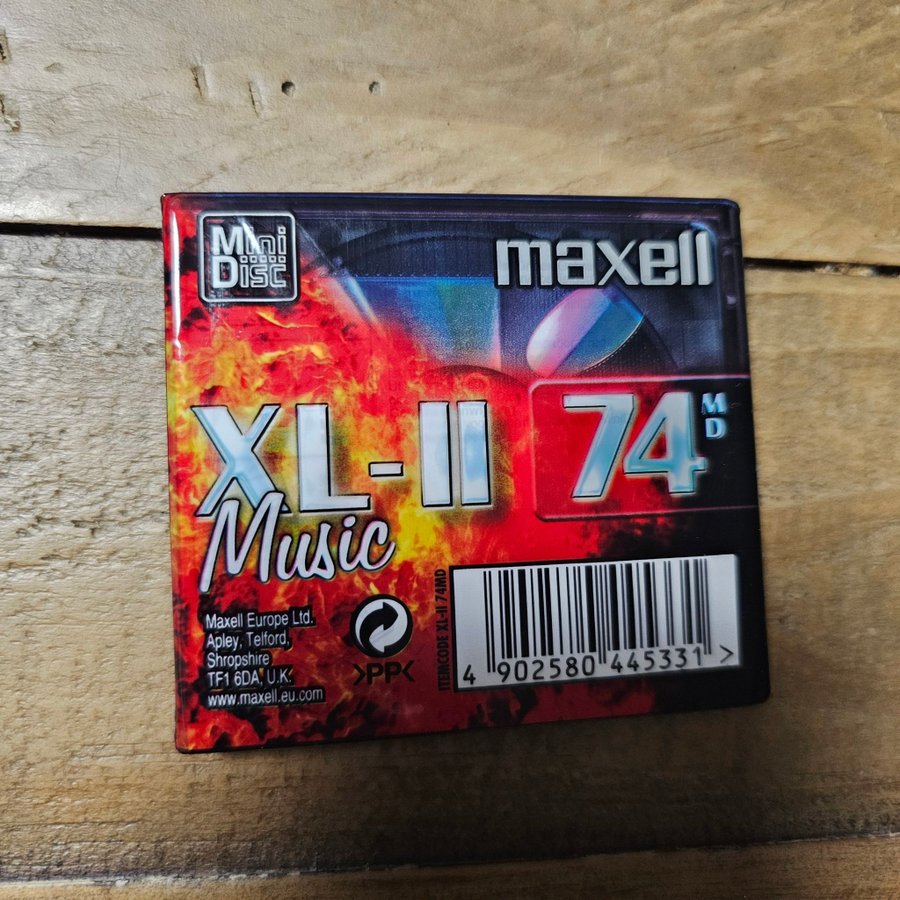 Mini
Disc
maxell
XL-II
74 MD
Music
Maxell Europe Ltd.
Apley, Telford,
Shropshire
TF1 6DA, U.K.
www.maxell.eu.com
>PP<
ITEMCODE XL-II 74MD
4 902580 445331 >